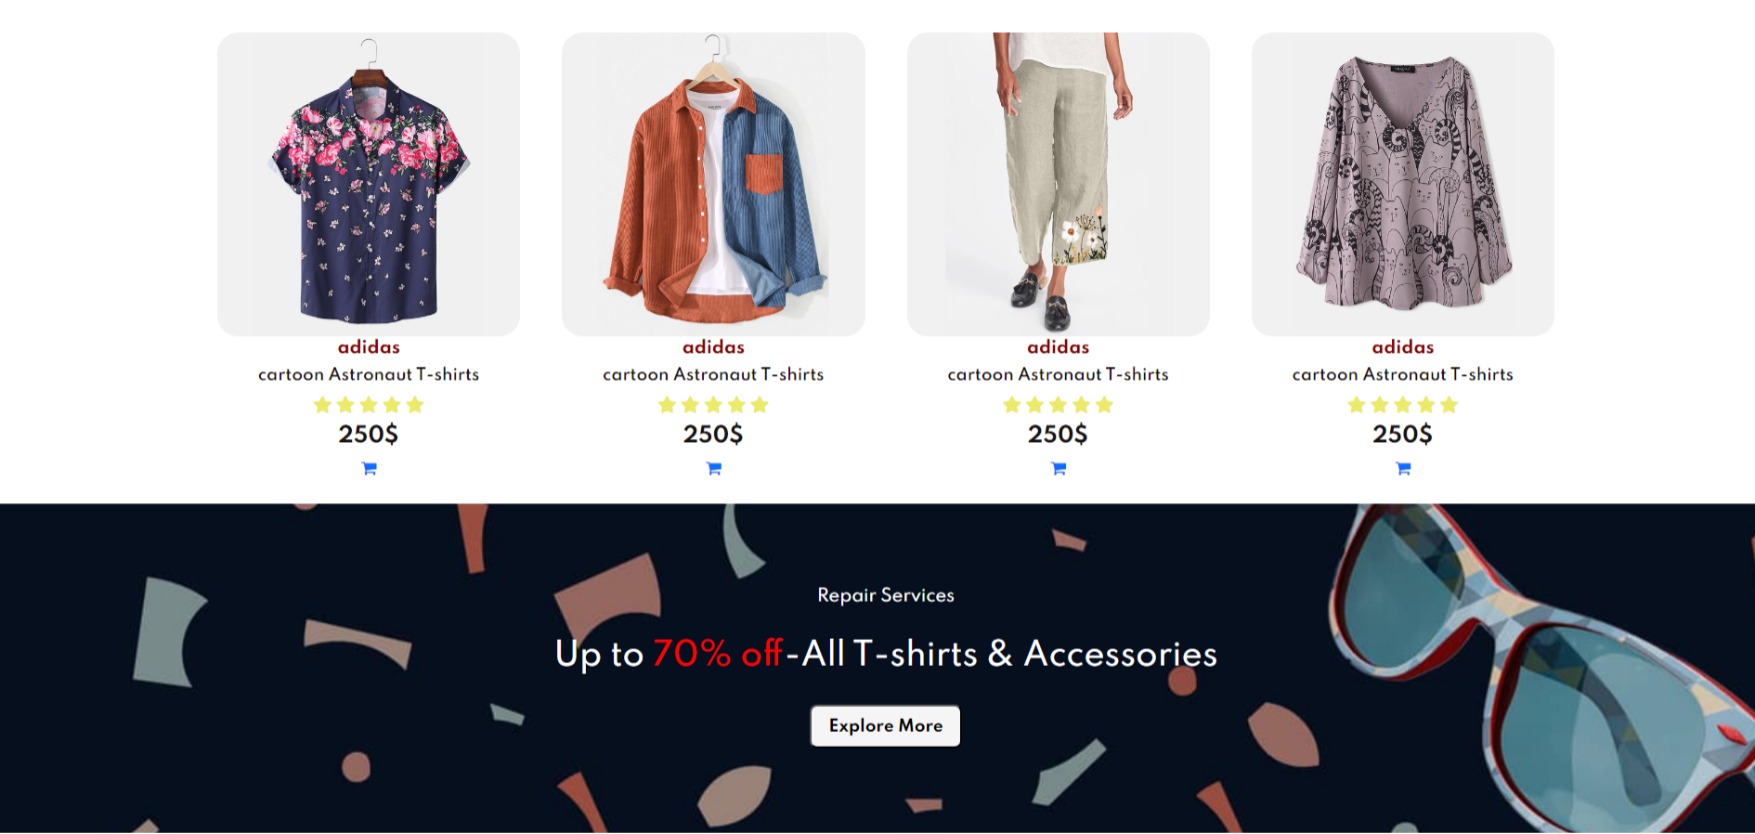 adidas
cartoon Astronaut T-shirts
250$
adidas
cartoon Astronaut T-shirts
250$
adidas
cartoon Astronaut T-shirts
250$
adidas
cartoon Astronaut T-shirts
250$
Repair Services
Up to 70% off-All T-shirts & Accessories
Explore More